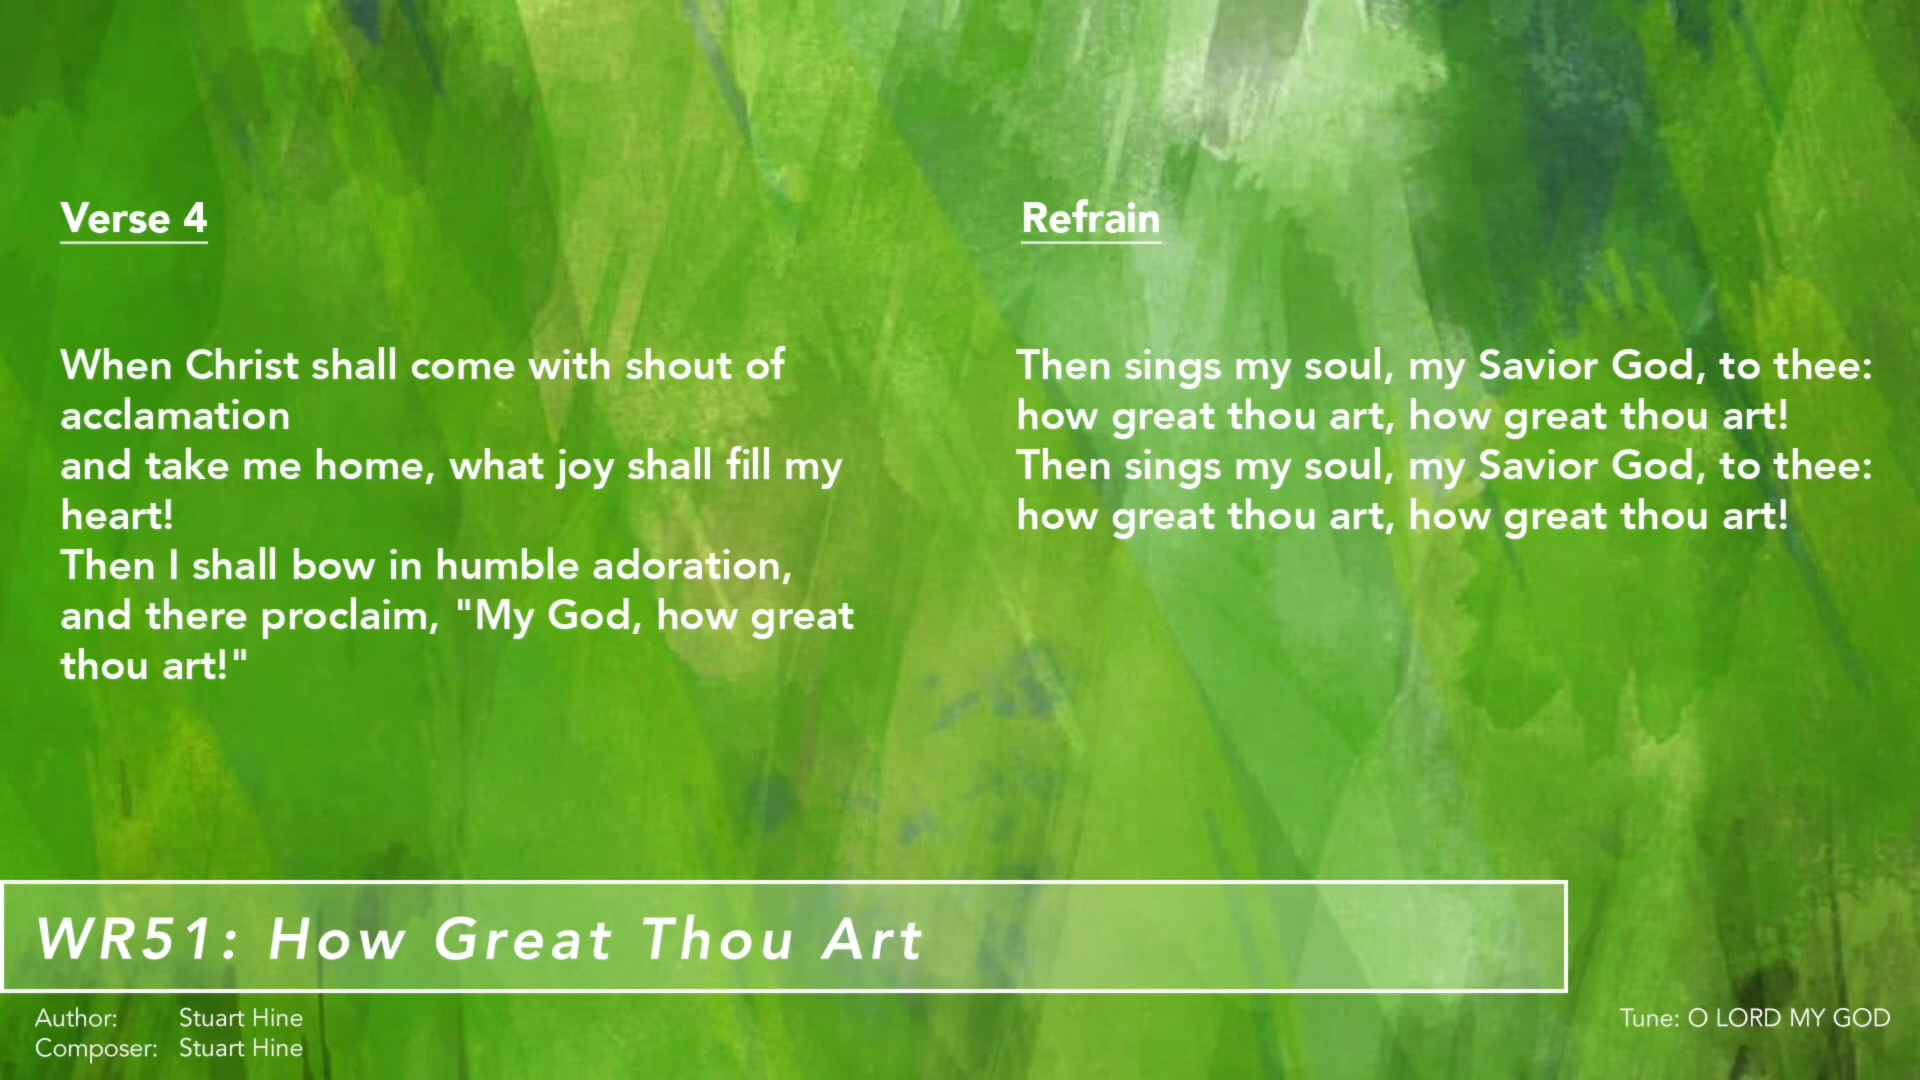 Verse 4
When Christ shall come with shout of
acclamation
and take me home, what joy shall fill my
heart!
Then I shall bow in humble adoration,
and there proclaim, "My God, how great
thou art!"
Refrain
Then sings my soul, my Savior God, to thee:
how great thou art, how great thou art!
Then sings my soul, my Savior God, to thee:
how great thou art, how great thou art!
WR51: How Great Thou Art
Author: Stuart Hine
Composer: Stuart Hine
Tune: O LORD MY GOD